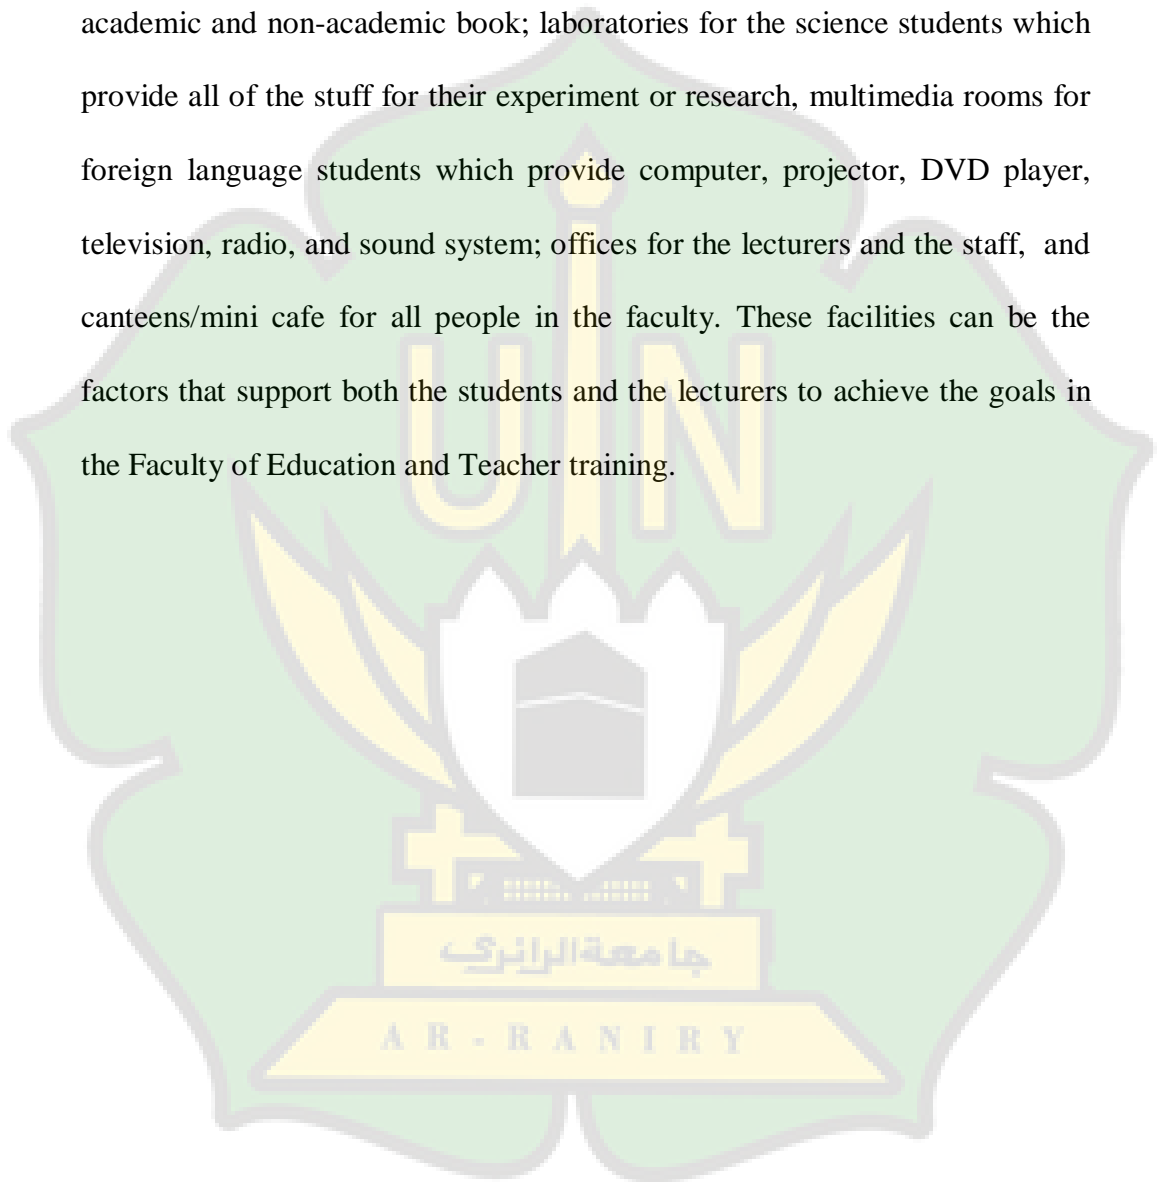 academic and non-academic book; laboratories for the science students which
provide all of the stuff for their experiment or research, multimedia rooms for
foreign language students which provide computer, projector, DVD player,
television, radio, and sound system; offices for the lecturers and the staff, and
canteens/mini cafe for all people in the faculty. These facilities can be the
factors that support both the students and the lecturers to achieve the goals in
the Faculty of Education and Teacher training.
UIN
جامعة الرانري
AR-RANIRY